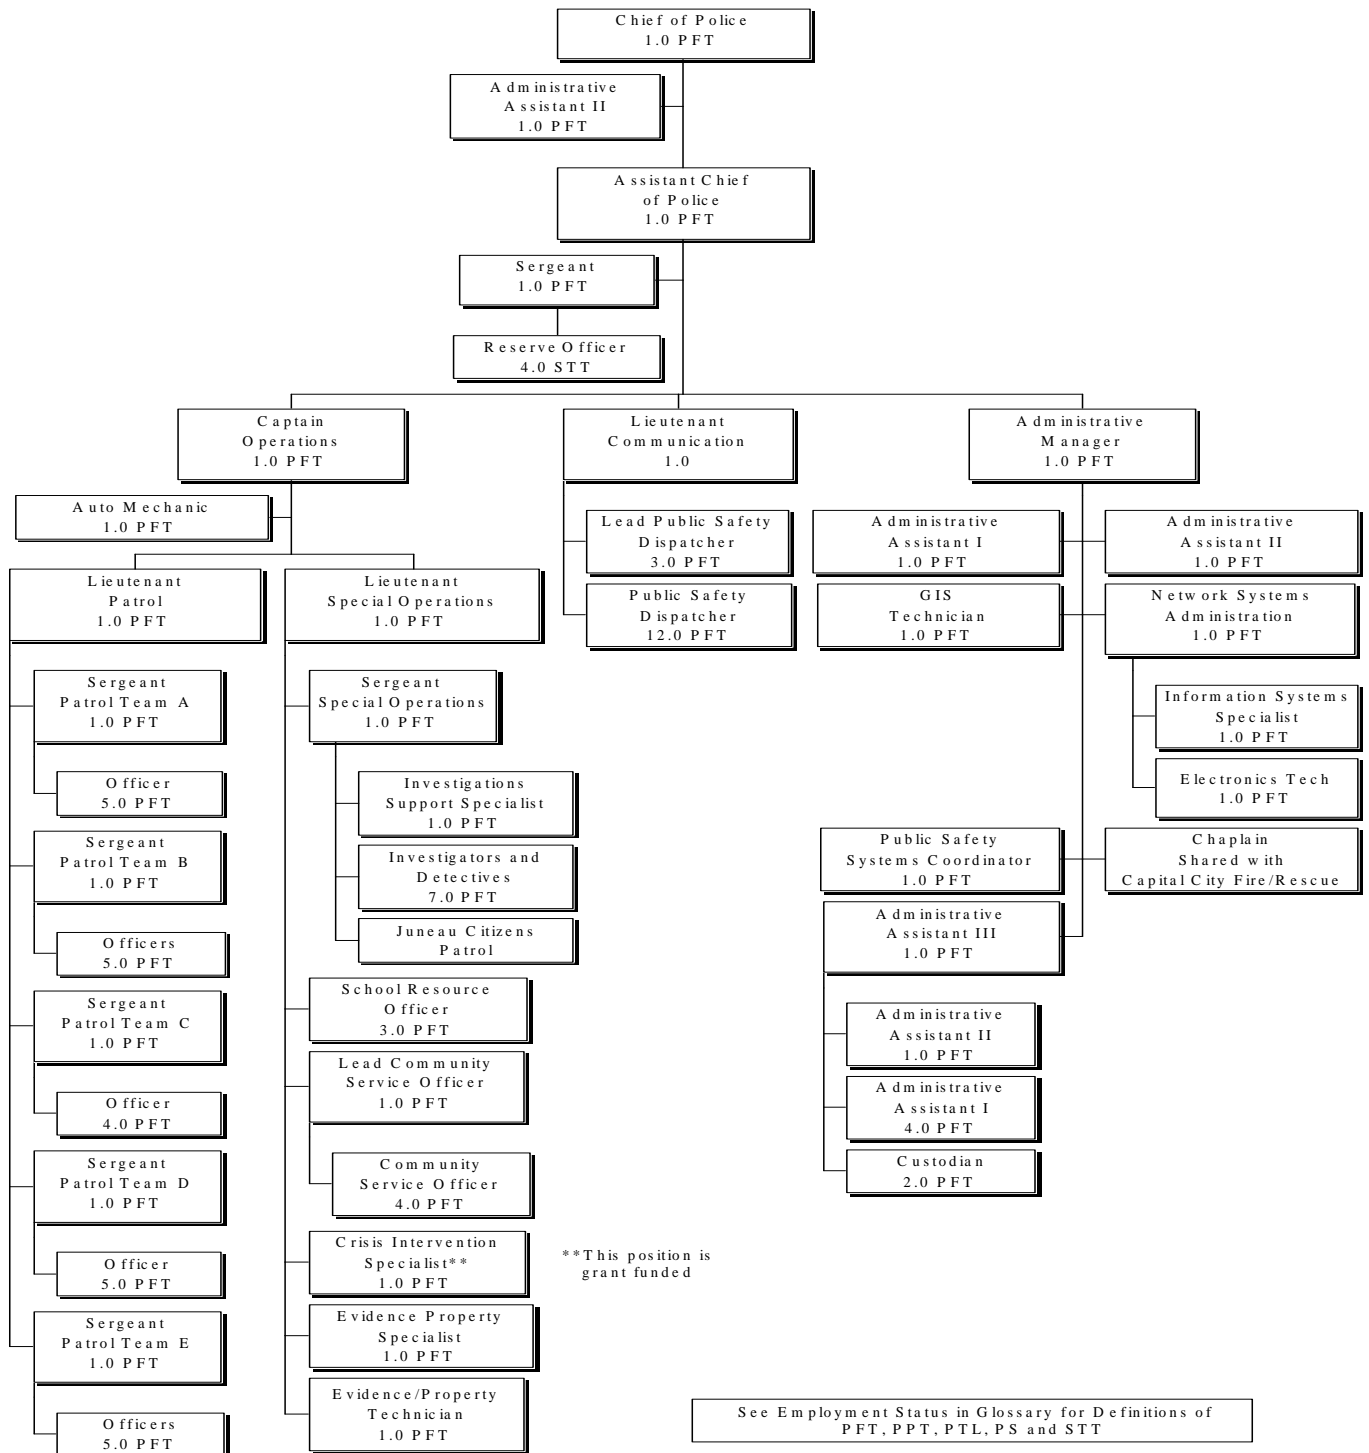 Chief of Police
1.0 PFT
Administrative
Assistant II
1.0 PFT
Assistant Chief
of Police
1.0 PFT
Sergeant
1.0 PFT
Reserve Officer
4.0 STT
Captain
Operations
1.0 PFT
Lieutenant
Communication
1.0
Administrative
Manager
1.0 PFT
Auto Mechanic
1.0 PFT
Lieutenant
Patrol
1.0 PFT
Sergeant
Patrol Team A
1.0 PFT
Officer
5.0 PFT
Sergeant
Patrol Team B
1.0 PFT
Officers
5.0 PFT
Sergeant
Patrol Team C
1.0 PFT
Officer
4.0 PFT
Sergeant
Patrol Team D
1.0 PFT
Officer
5.0 PFT
Sergeant
Patrol Team E
1.0 PFT
Officers
5.0 PFT
Lieutenant
Special Operations
1.0 PFT
Sergeant
Special Operations
1.0 PFT
Investigations
Support Specialist
1.0 PFT
Investigators and
Detectives
7.0 PFT
Juneau Citizens
Patrol
School Resource
Officer
3.0 PFT
Lead Community
Service Officer
1.0 PFT
Community
Service Officer
4.0 PFT
Crisis Intervention
Specialist**
1.0 PFT
Evidence Property
Specialist
1.0 PFT
Evidence/Property
Technician
1.0 PFT
Lead Public Safety
Dispatcher
3.0 PFT
Public Safety
Dispatcher
12.0 PFT
Administrative
Assistant I
1.0 PFT
Administrative
Assistant II
1.0 PFT
GIS
Technician
1.0 PFT
Network Systems
Administration
1.0 PFT
Information Systems
Specialist
1.0 PFT
Electronics Tech
1.0 PFT
Public Safety
Systems Coordinator
1.0 PFT
Chaplain
Shared with
Capital City Fire/Rescue
Administrative
Assistant III
1.0 PFT
Administrative
Assistant II
1.0 PFT
Administrative
Assistant I
4.0 PFT
Custodian
2.0 PFT
**This position is
grant funded
See Employment Status in Glossary for Definitions of
PFT, PPT, PTL, PS and STT